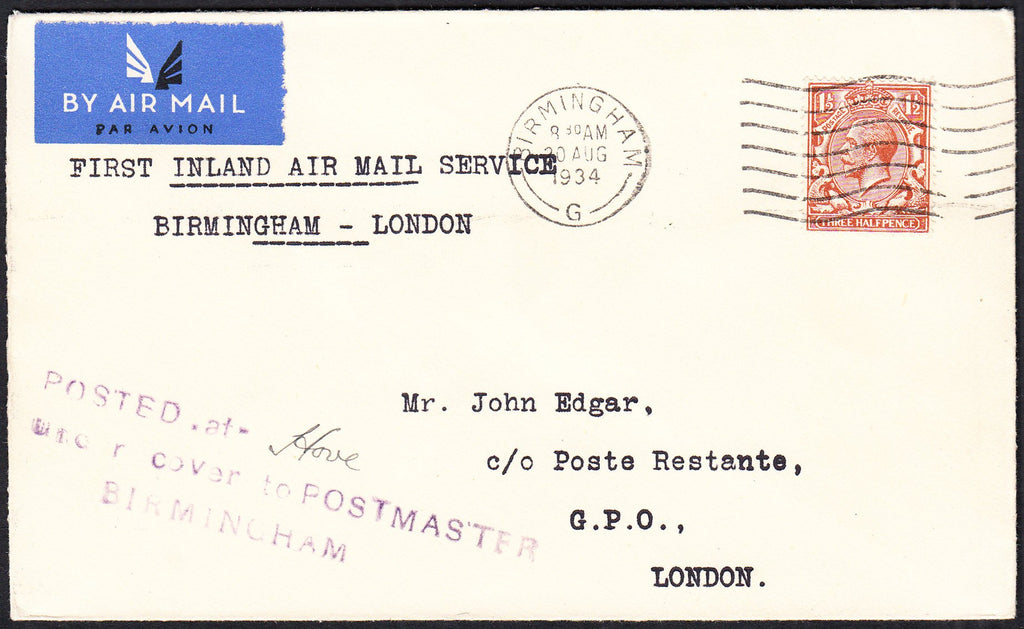 BY AIR MAIL
PAR AVION
FIRST INLAND AIR MAIL SERVICE
BIRMINGHAM - LONDON
BIRMINGHAM
8 30 AM
20 AUG
1934
G
1½ 1½
THREE HALFPENCE
POSTED at Hove
under cover to POSTMASTER
BIRMINGHAM
Mr. John Edgar,
c/o Poste Restante,
G.P.O.,
LONDON.